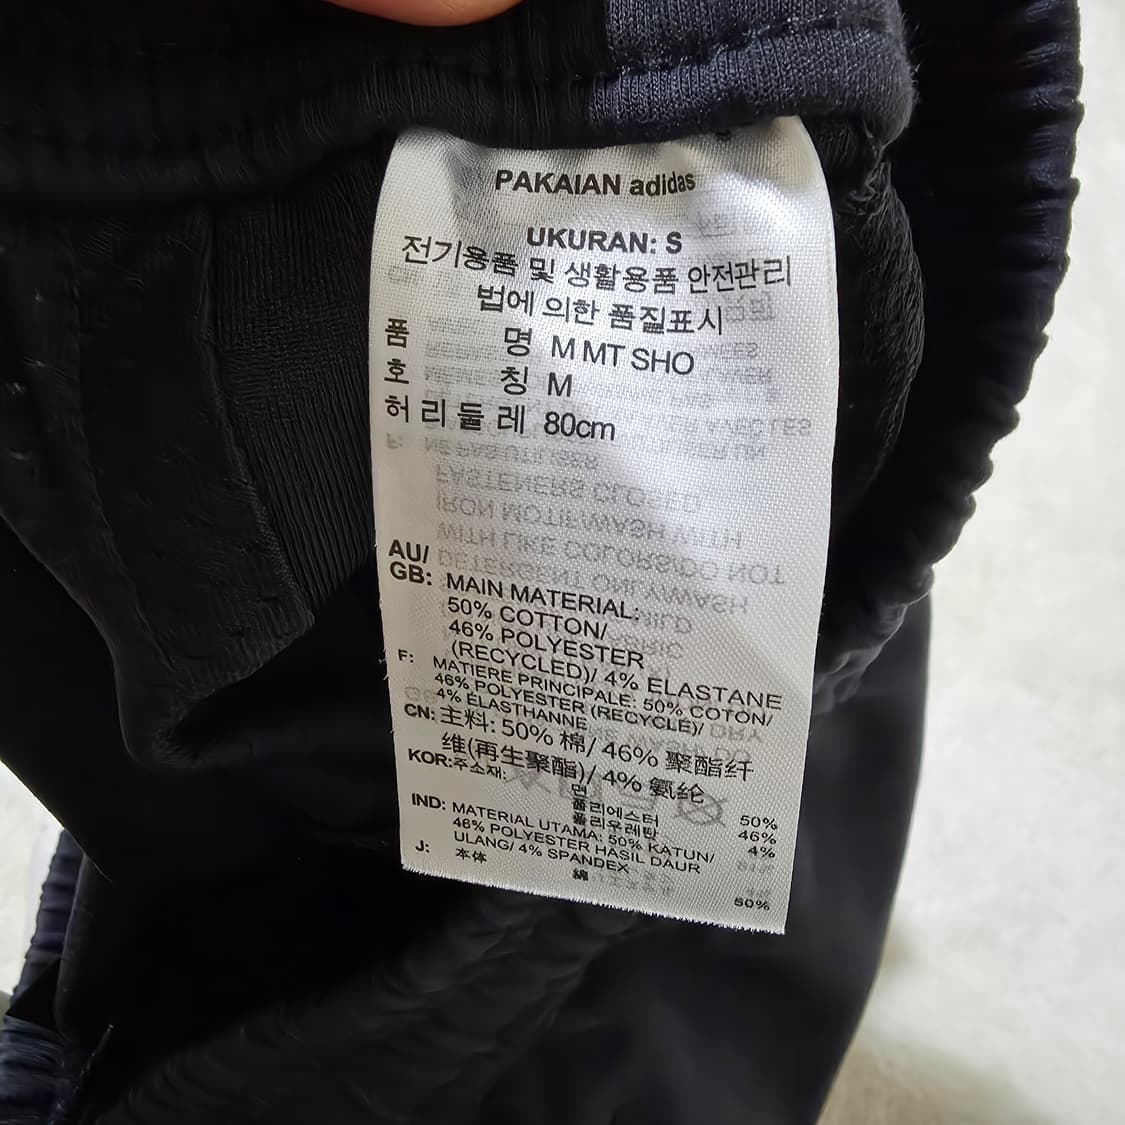 PAKAIAN adidas
UKURAN: S
전기용품 및 생활용품 안전관리
법에 의한 품질표시
품 명 M MT SHO
호 칭 M
허리둘레 80cm
AU/
GB: MAIN MATERIAL:
50% COTTON/
46% POLYESTER
(RECYCLED)/ 4% ELASTANE
F: MATIERE PRINCIPALE: 50% COTON/
46% POLYESTER (RECYCLE)/
4% ELASTHANNE
CN: 主料: 50% 棉/ 46% 聚酯纤
维(再生聚酯)/ 4% 氨纶
KOR: 주소재:
면 50%
폴리에스터 46%
폴리우레탄 4%
IND: MATERIAL UTAMA: 50% KATUN/
46% POLYESTER HASIL DAUR
ULANG/ 4% SPANDEX
J: 本体
綿 50%